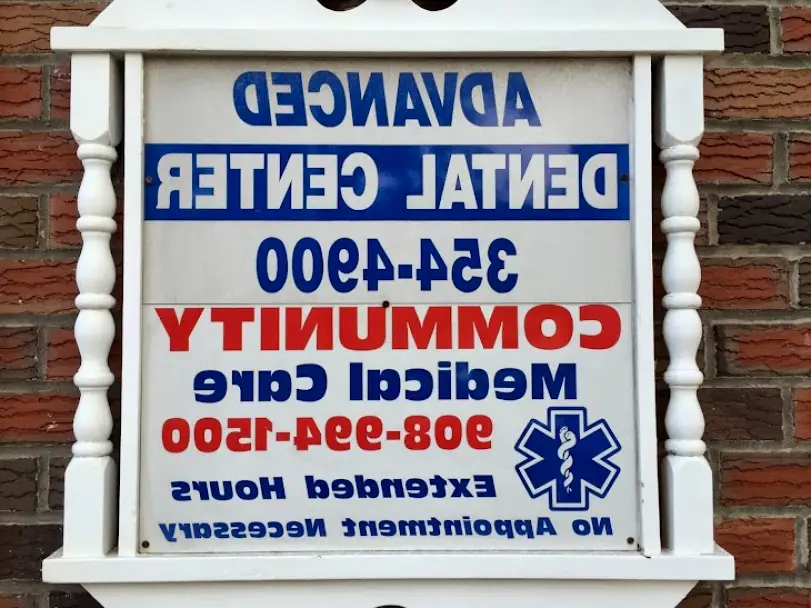 ADVANCED
DENTAL CENTER
354-4900
COMMUNITY
Medical Care
908-994-1500
Extended Hours
No Appointment Necessary